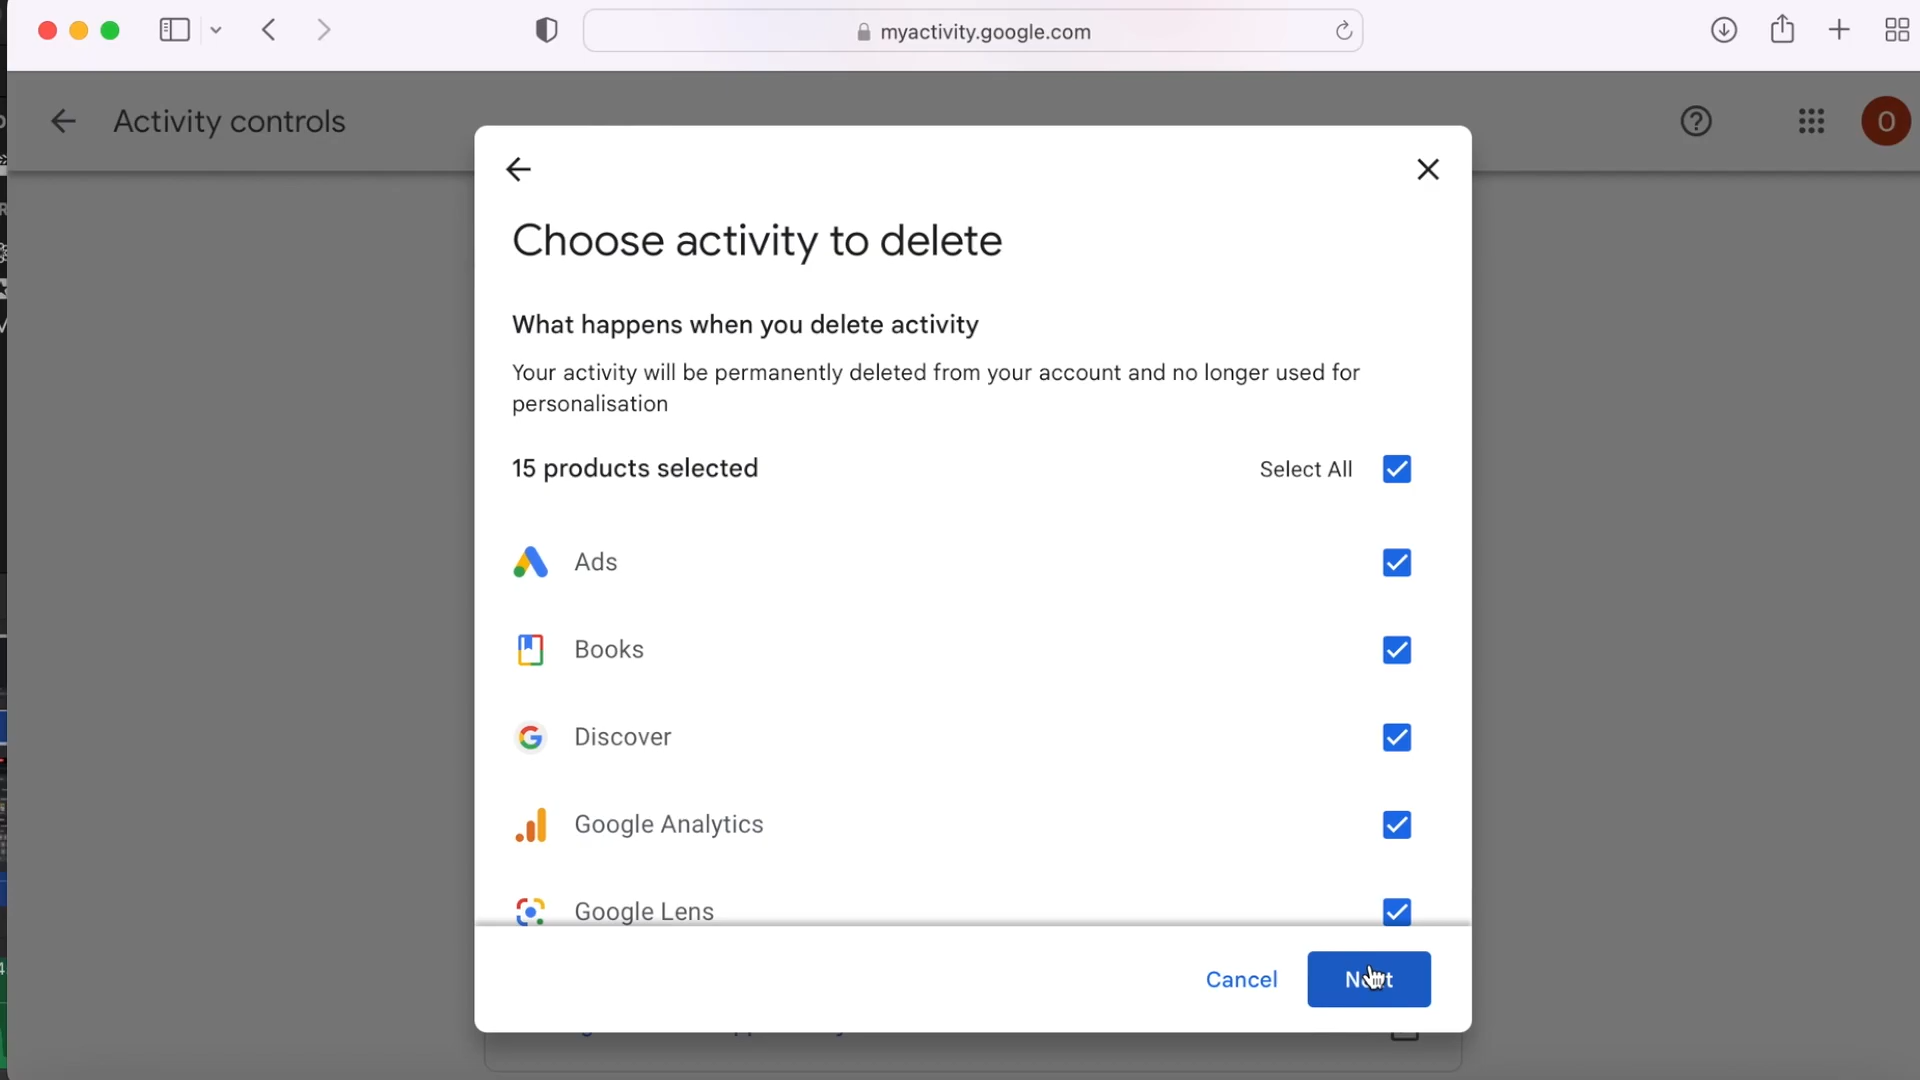 myactivity.google.com
Activity controls
O
Choose activity to delete
What happens when you delete activity
Your activity will be permanently deleted from your account and no longer used for
personalisation
15 products selected
Select All
Ads
Books
Discover
Google Analytics
Google Lens
Cancel
Next